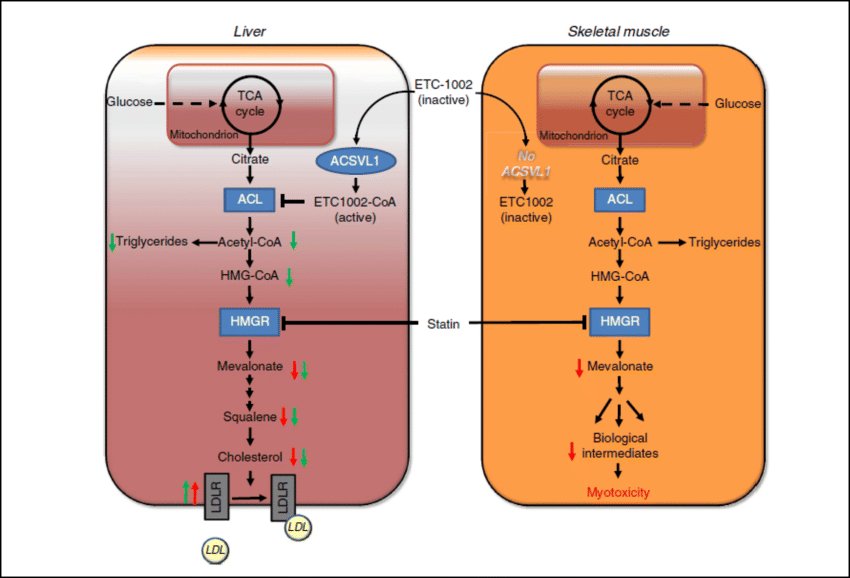 Liver
Skeletal muscle
TCA
cycle
Glucose
Mitochondrion
Citrate
ACSVL1
ACL
ETC1002-CoA
(active)
Triglycerides
Acetyl-CoA
HMG-CoA
HMGR
Mevalonate
Squalene
Cholesterol
LDLR
LDLR
LDL
LDL
ETC-1002
(inactive)
Statin
TCA
cycle
Glucose
Mitochondrion
No
ACSVL1
Citrate
ETC1002
(inactive)
ACL
Acetyl-CoA
Triglycerides
HMG-CoA
HMGR
Mevalonate
Biological
intermediates
Myotoxicity